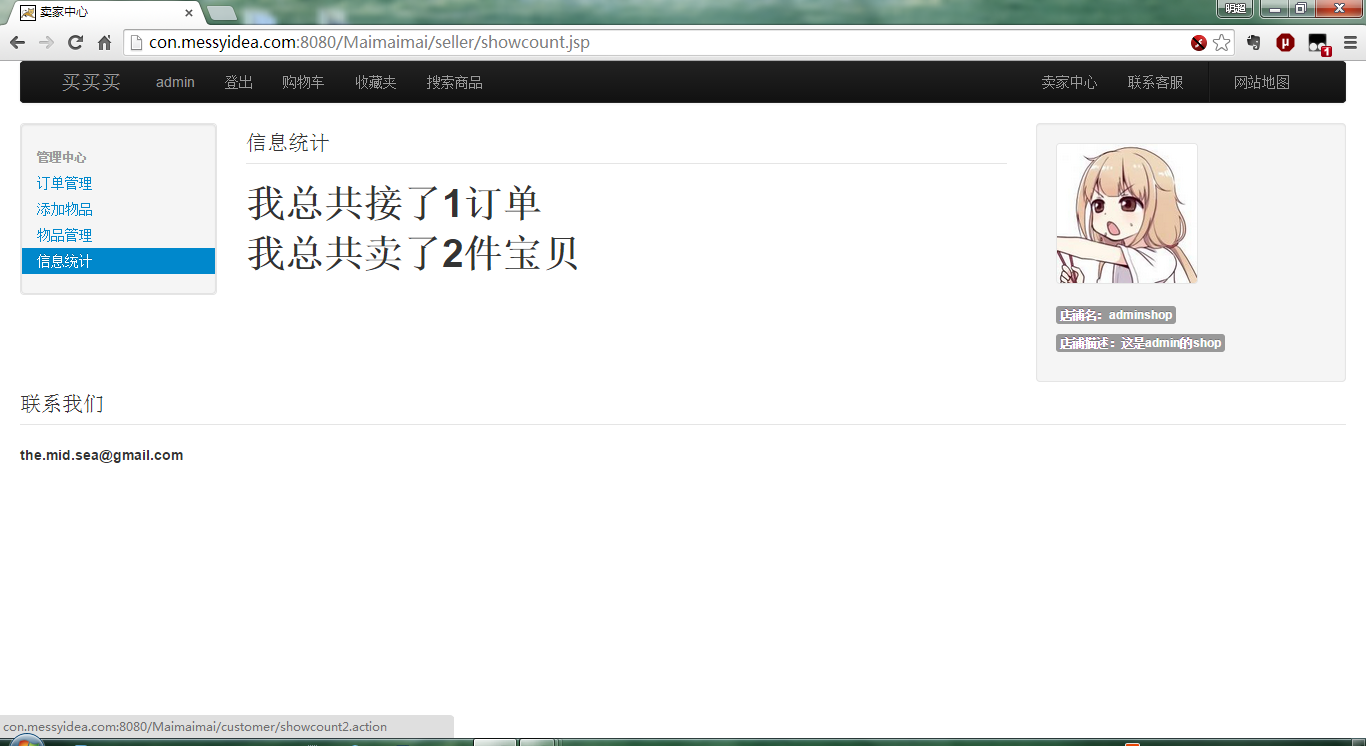 卖家中心
明超
con.messyidea.com:8080/Maimaimai/seller/showcount.jsp
1
买买买 admin 登出 购物车 收藏夹 搜索商品 卖家中心 联系客服 网站地图
管理中心
订单管理
添加物品
物品管理
信息统计
信息统计
我总共接了1订单
我总共卖了2件宝贝
店铺名：adminshop
店铺描述：这是admin的shop
联系我们
the.mid.sea@gmail.com
con.messyidea.com:8080/Maimaimai/customer/showcount2.action